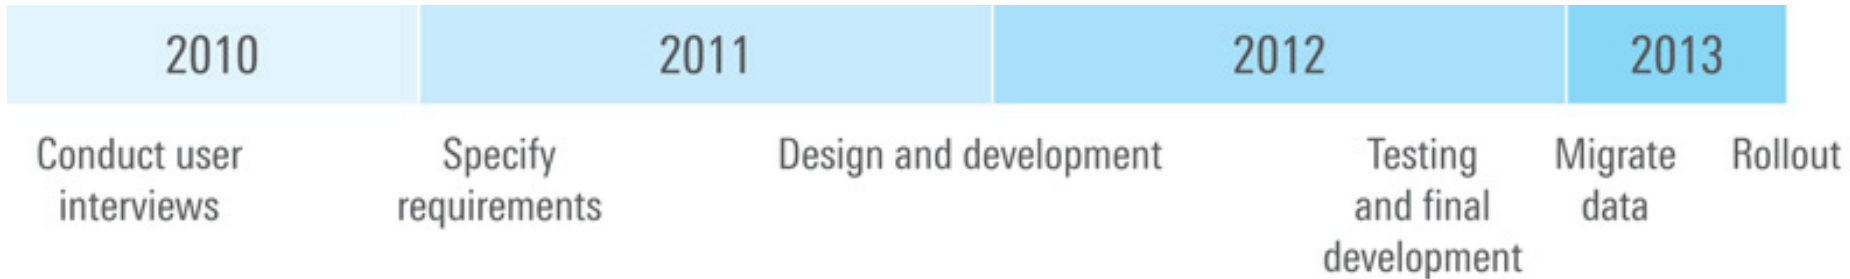 2010 2011 2012 2013
Conduct user
interviews
Specify
requirements
Design and development
Testing
and final
development
Migrate
data
Rollout